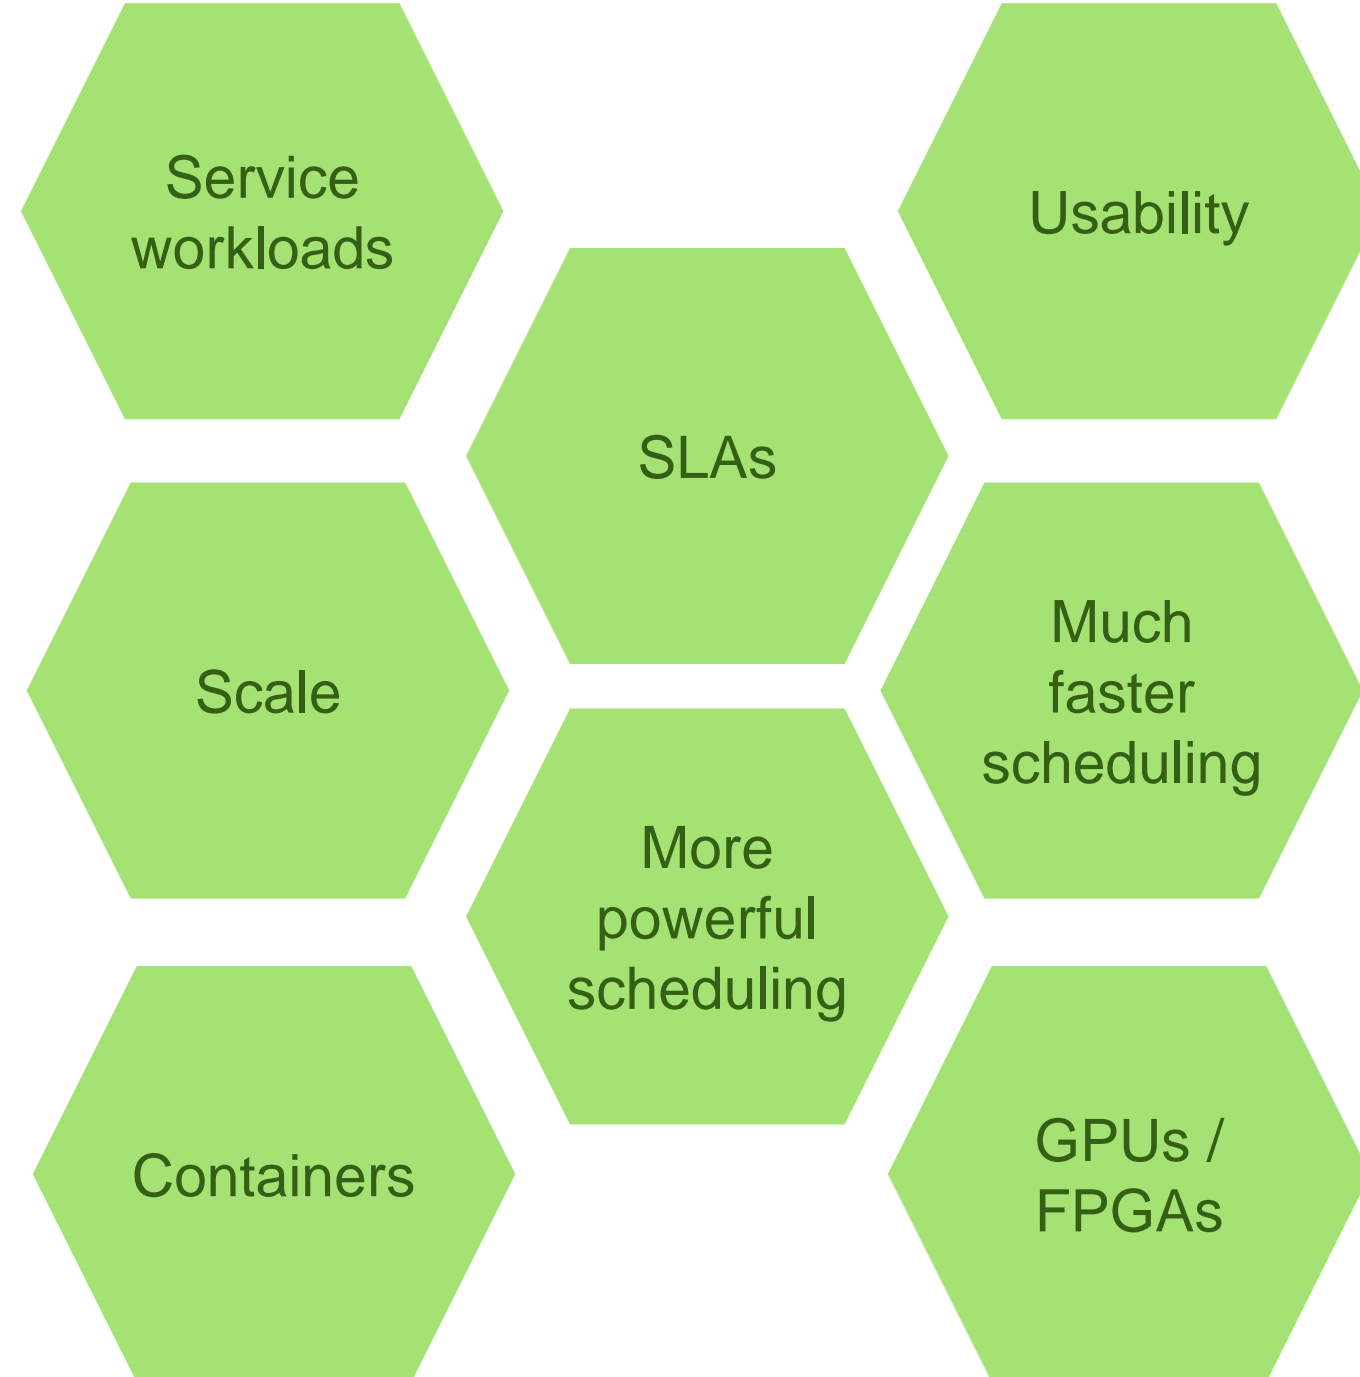 Service
workloads
Usability
SLAs
Scale
Much
faster
scheduling
More
powerful
scheduling
Containers
GPUs /
FPGAs